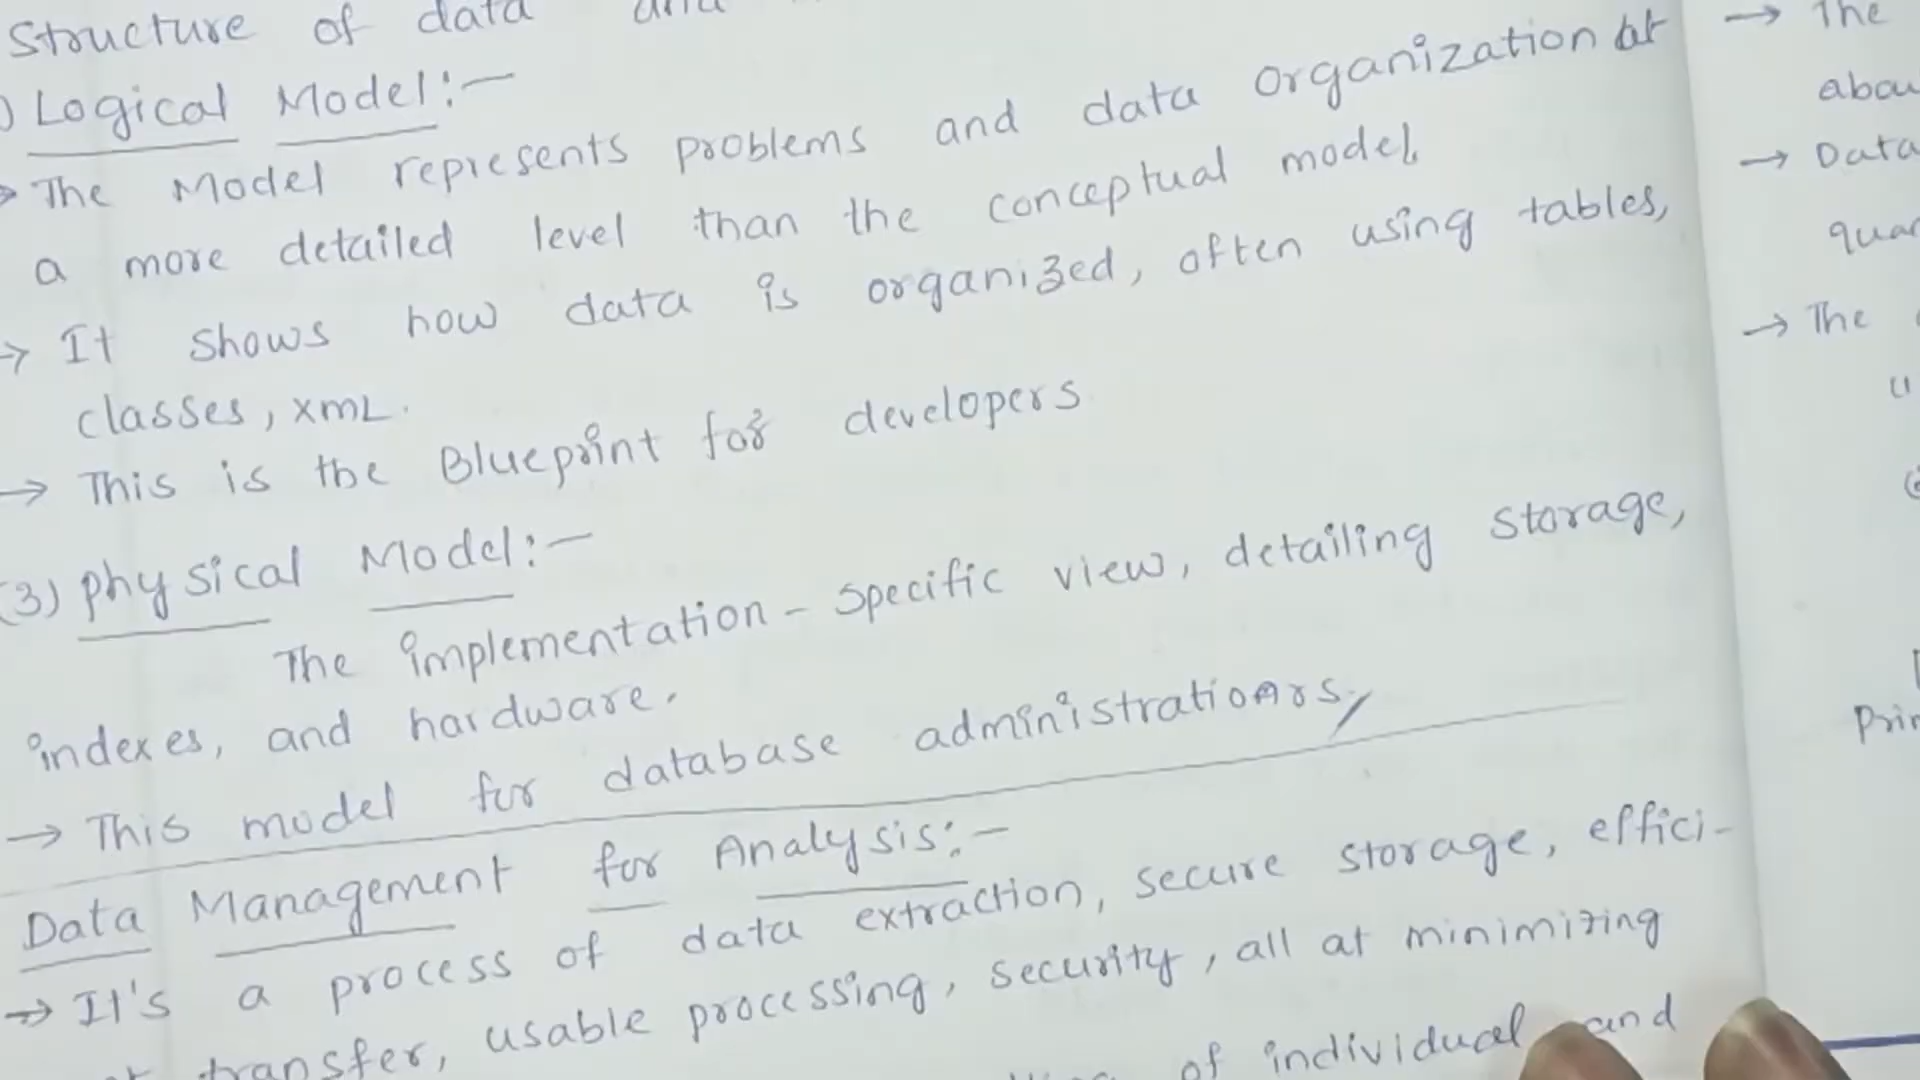 Structure of data and
) Logical Model:-
→ The Model represents problems and data organization at
a more detailed level than the conceptual model.
→ It shows how data is organized, often using tables,
classes, XML.
→ This is the Blueprint for developers
(3) Physical Model:-
The implementation - specific view, detailing storage,
indexes, and hardware.
→ This model for database administrationrs
Data Management for Analysis:-
→ It's a process of data extraction, secure storage, effici-
transfer, usable processing, security, all at minimizing
of individual and
→ The
→ Data
→ The